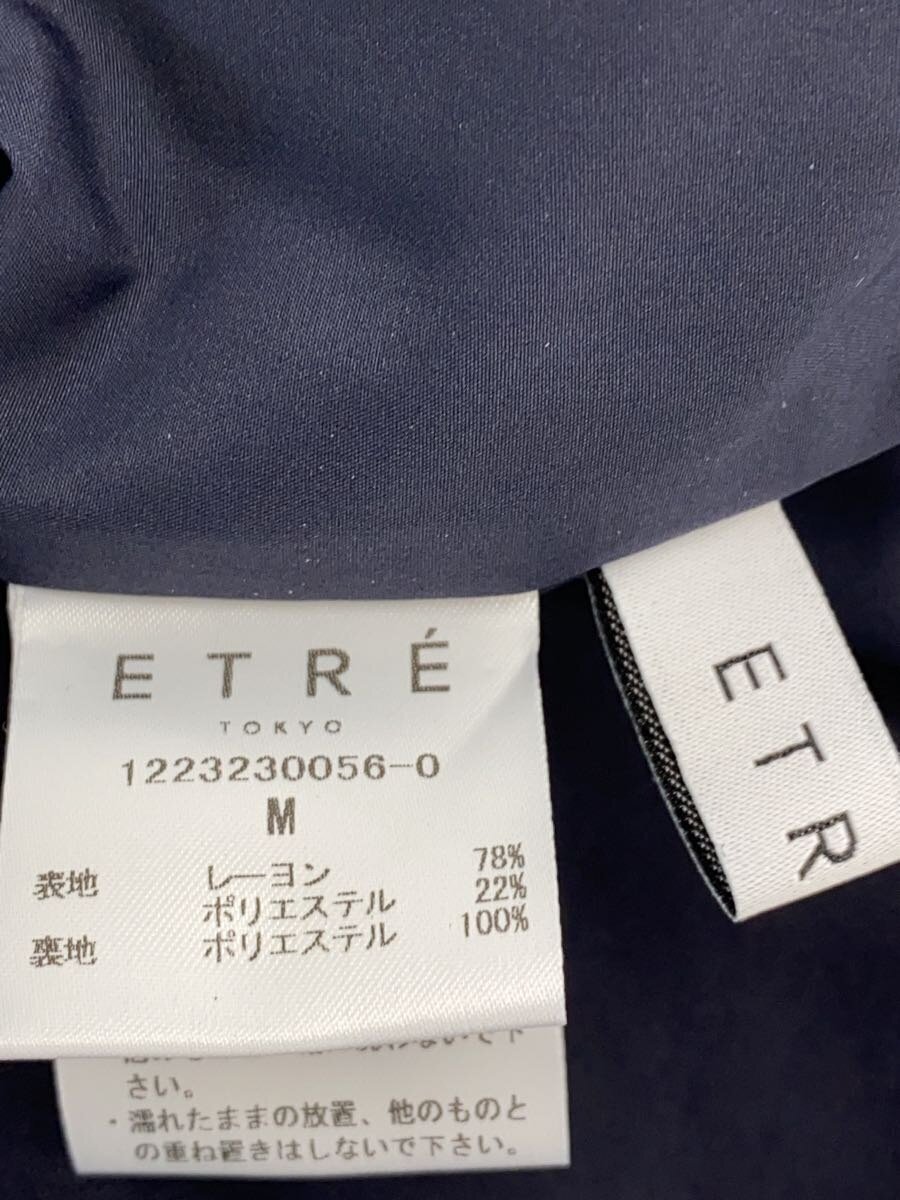 ETRÉ
TOKYO
1223230056-0
M
表地 レーヨン 78%
ポリエステル 22%
裏地 ポリエステル 100%
さい。
・濡れたままの放置、他のものと
の重ね置きはしないで下さい。
ETR